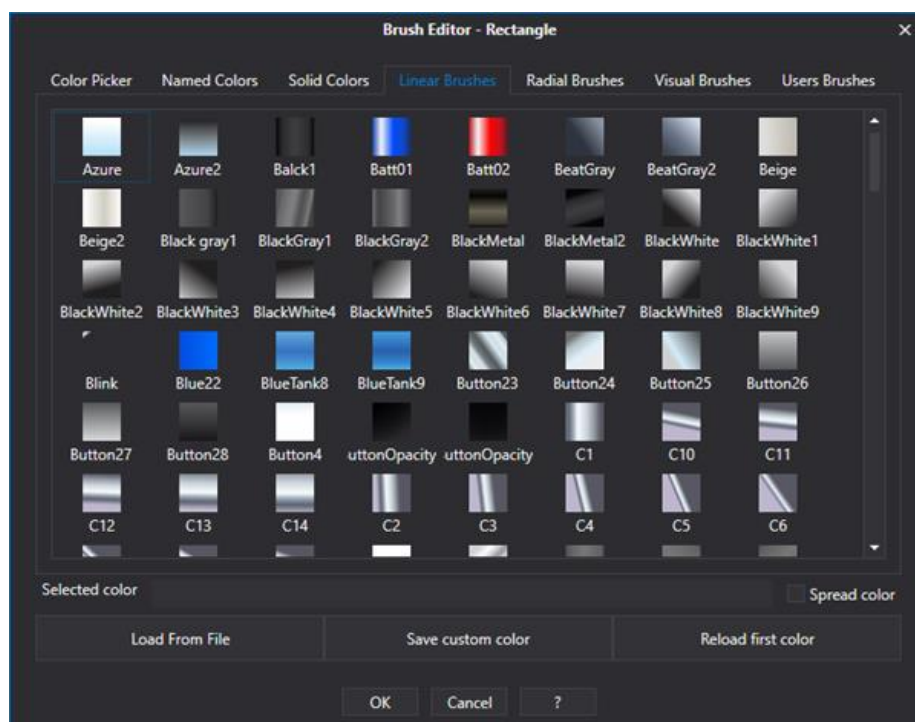 Brush Editor - Rectangle ×
Color Picker Named Colors Solid Colors Linear Brushes Radial Brushes Visual Brushes Users Brushes
Azure Azure2 Balck1 Batt01 Batt02 BeatGray BeatGray2 Beige
Beige2 Black gray1 BlackGray1 BlackGray2 BlackMetal BlackMetal2 BlackWhite BlackWhite1
BlackWhite2 BlackWhite3 BlackWhite4 BlackWhite5 BlackWhite6 BlackWhite7 BlackWhite8 BlackWhite9
Blink Blue22 BlueTank8 BlueTank9 Button23 Button24 Button25 Button26
Button27 Button28 Button4 uttonOpacity uttonOpacity C1 C10 C11
C12 C13 C14 C2 C3 C4 C5 C6
Selected color Spread color
Load From File Save custom color Reload first color
OK Cancel ?